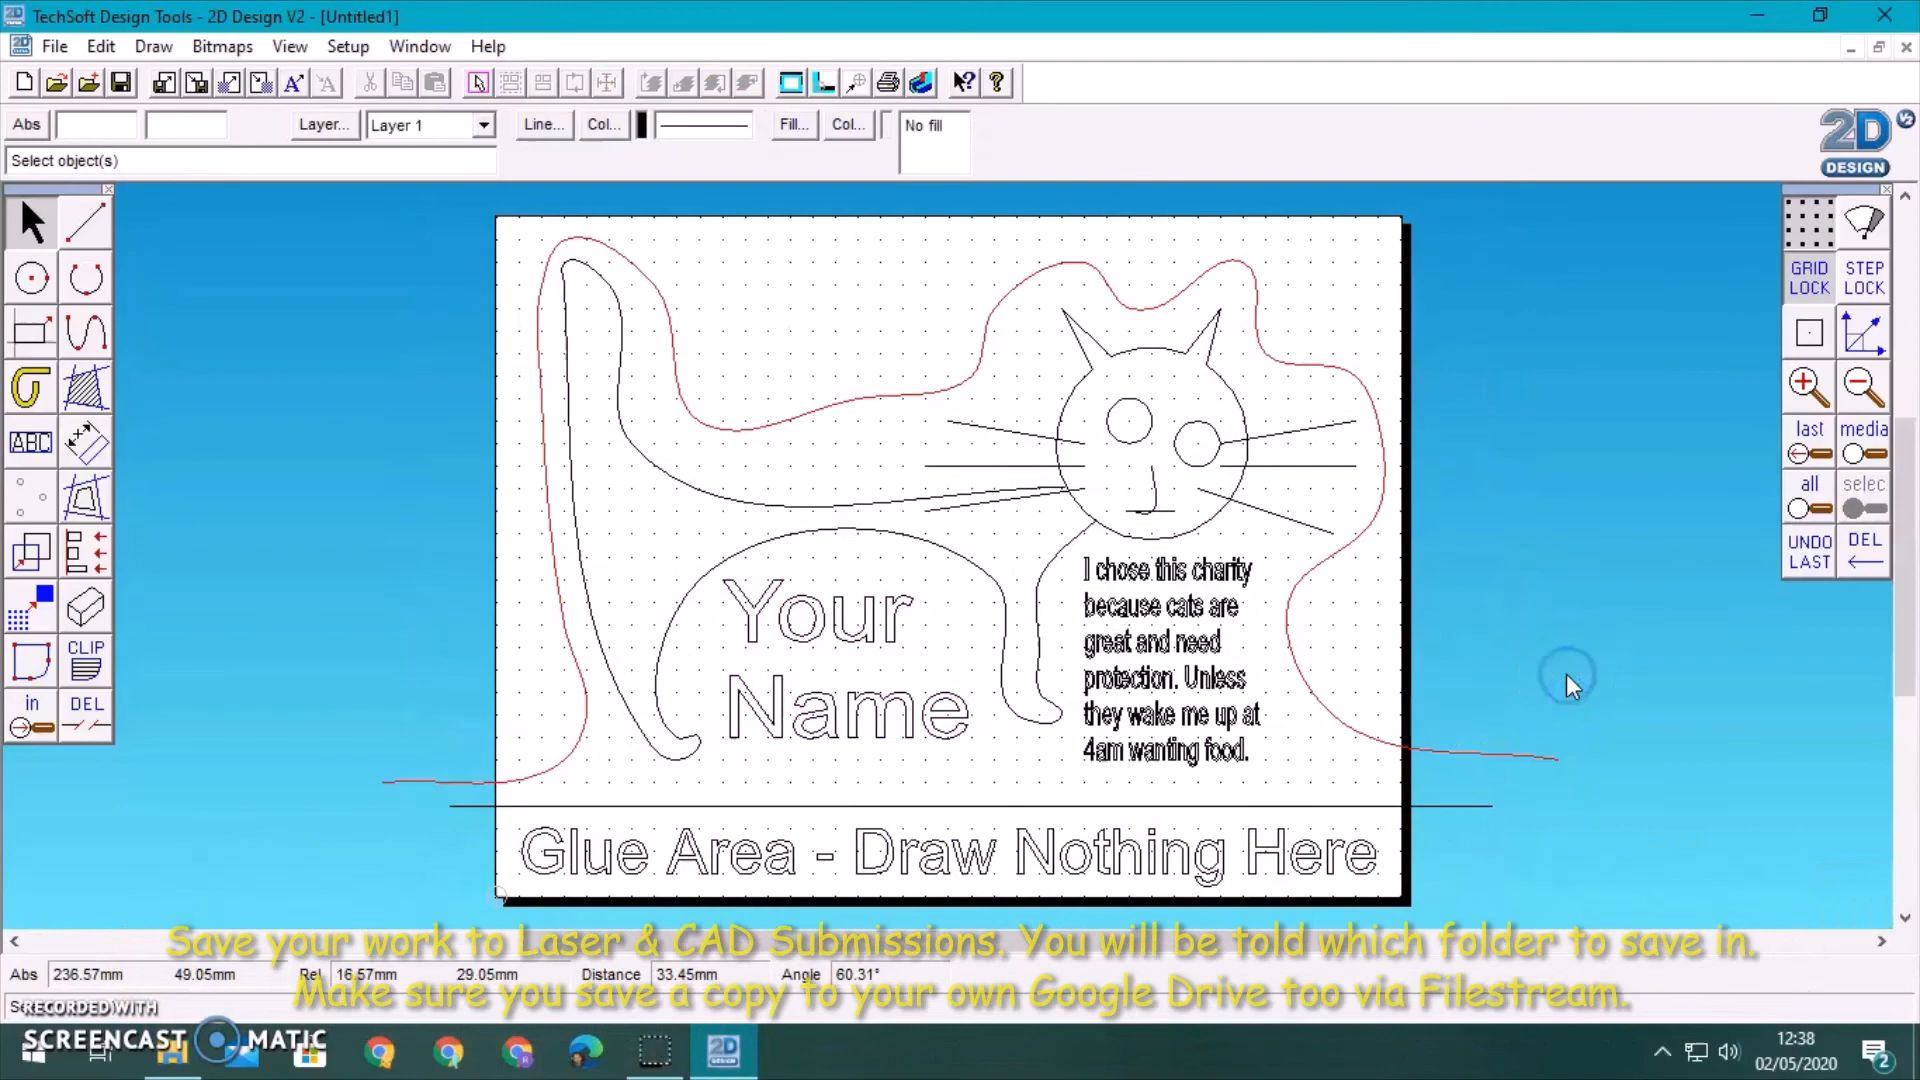 TechSoft Design Tools - 2D Design V2 - [Untitled1]
File Edit Draw Bitmaps View Setup Window Help
Abs Layer... Layer 1 Line... Col... Fill... Col... No fill
2D V2
DESIGN
Select object(s)
GRID LOCK
STEP LOCK
ABC
last
media
all
selec
UNDO LAST
DEL
CLIP
in
DEL
Your
Name
I chose this charity
because cats are
great and need
protection. Unless
they wake me up at
4am wanting food.
Glue Area - Draw Nothing Here
Save your work to Laser & CAD Submissions. You will be told which folder to save in.
Abs 236.57mm 49.05mm Rel 16.57mm 29.05mm Distance 33.45mm Angle 60.31°
Make sure you save a copy to your own Google Drive too via Filestream.
RECORDED WITH
SCREENCAST MATIC
2D
DESIGN
12:38
02/05/2020
2